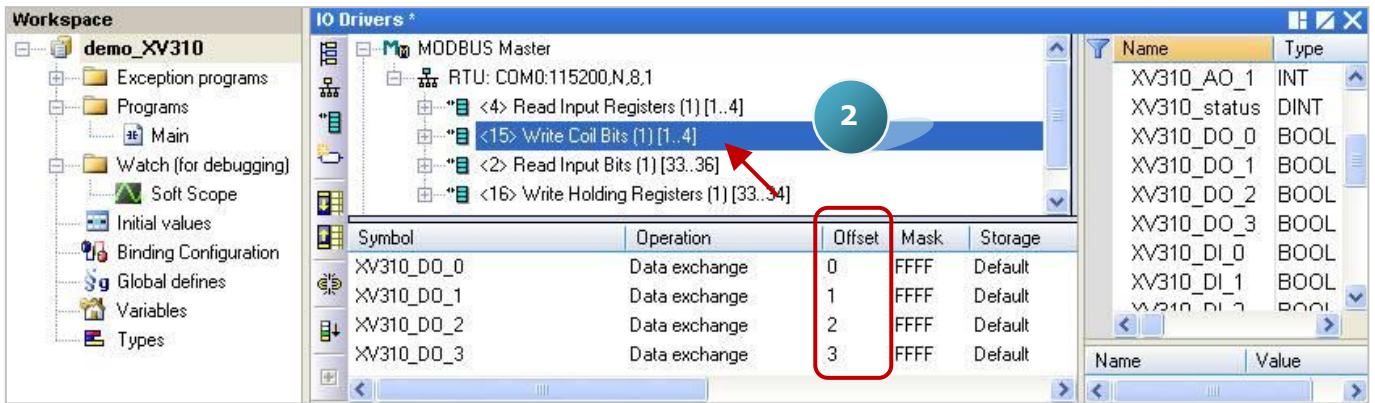 Workspace
demo_XV310
Exception programs
Programs
Main
Watch (for debugging)
Soft Scope
Initial values
Binding Configuration
Global defines
Variables
Types
IO Drivers *
MODBUS Master
RTU: COM0:115200,N,8,1
<4> Read Input Registers (1) [1..4]
<15> Write Coil Bits (1) [1..4]
<2> Read Input Bits (1) [33..36]
<16> Write Holding Registers (1) [33..34]
2
Symbol Operation Offset Mask Storage
XV310_DO_0 Data exchange 0 FFFF Default
XV310_DO_1 Data exchange 1 FFFF Default
XV310_DO_2 Data exchange 2 FFFF Default
XV310_DO_3 Data exchange 3 FFFF Default
Name Type
XV310_AO_1 INT
XV310_status DINT
XV310_DO_0 BOOL
XV310_DO_1 BOOL
XV310_DO_2 BOOL
XV310_DO_3 BOOL
XV310_DI_0 BOOL
XV310_DI_1 BOOL
XV310_DI_2 BOOL
Name Value